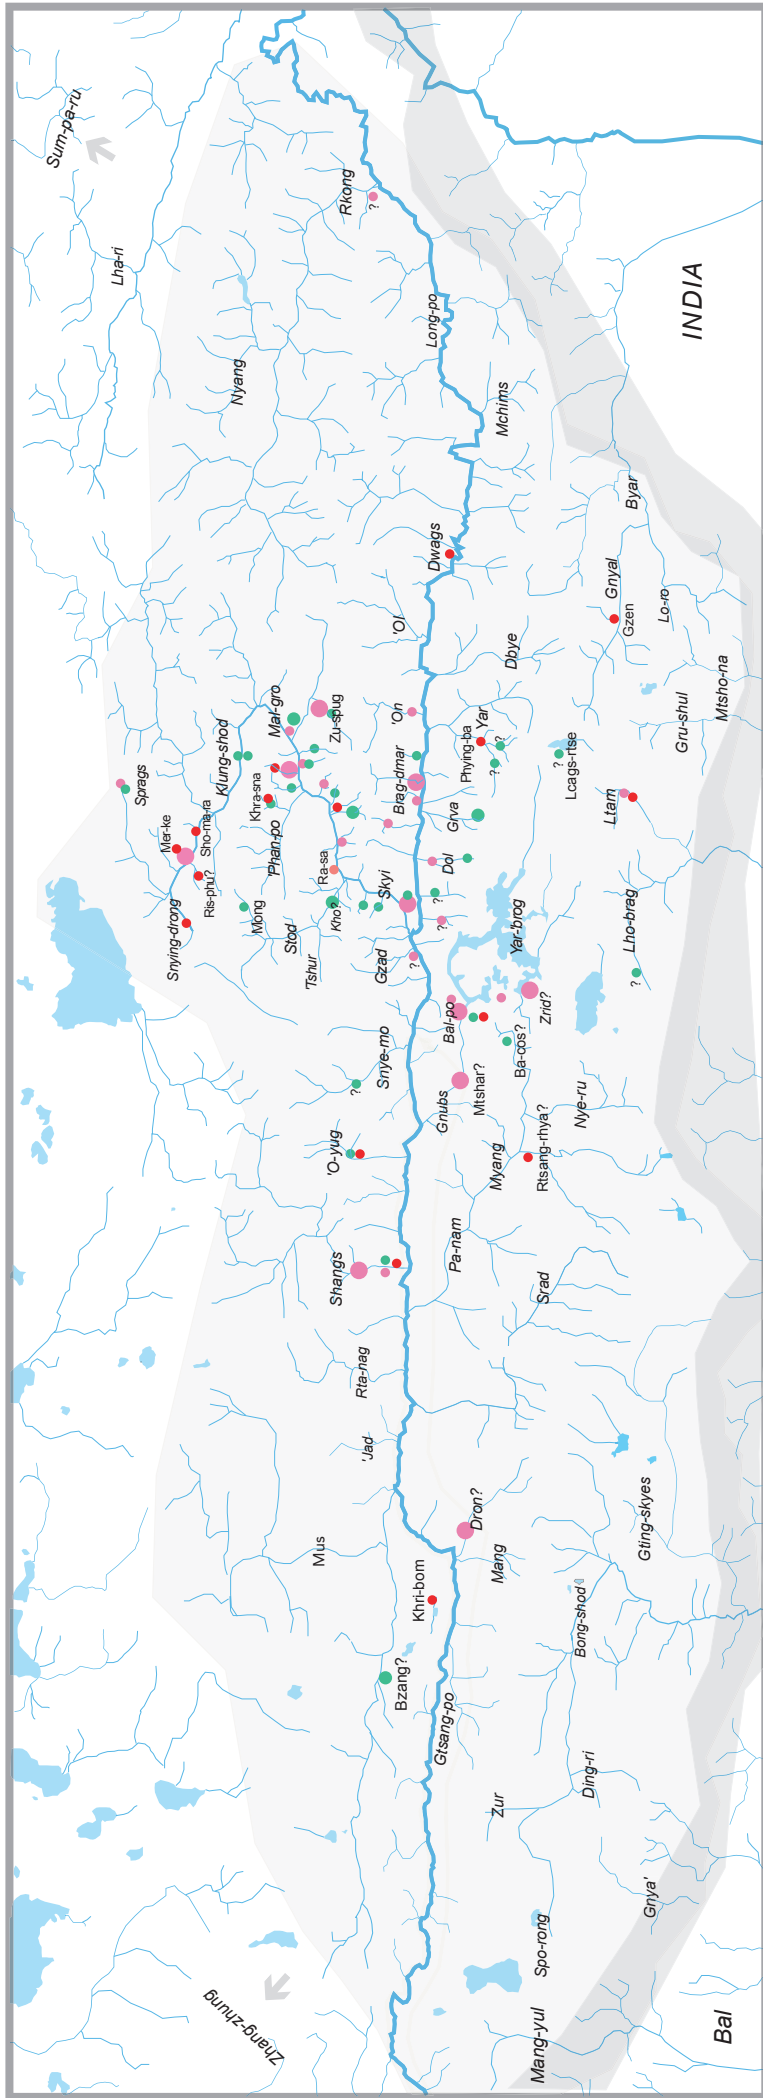 Sum-pa-ru
Lha-ri
Rkong
?
Long-po
Nyang
INDIA
Mchims
Byar
Dwags
Gnyal
Gzen
Lo-ro
'Ol
Dbye
Mtsho-na
Gru-shul
Mal-gro
Zu-spug
'On
Yar
Phying-ba
?
?
?
Lcags-rtse
Klung-shod
Sprags
Khra-sna
Brag-dmar
Grva
Ltam
Mer-ke
Sho-ma-ra
'Phan-po
Ra-sa
Dol
Ris-phu?
Skyi
?
?
Snying-drong
Mong
Stod
Kho?
Yar-brog
Lho-brag
?
'Tshur
Gzad
?
Bal-po
Zrid?
Ba-cos?
Snye-mo
?
Mtshar?
Gnubs
Nye-ru
'O-yug
Myang
Rtsang-rhya?
Shangs
Pa-nam
Srad
Rta-nag
'Jad
Dron?
Gting-skyes
Mus
Mang
Khri-bom
Bong-shod
Bzang?
Gtsang-po
Ding-ri
Zur
Gnya'
Spo-rong
Zhang-zhung
Mang-yul
Bal